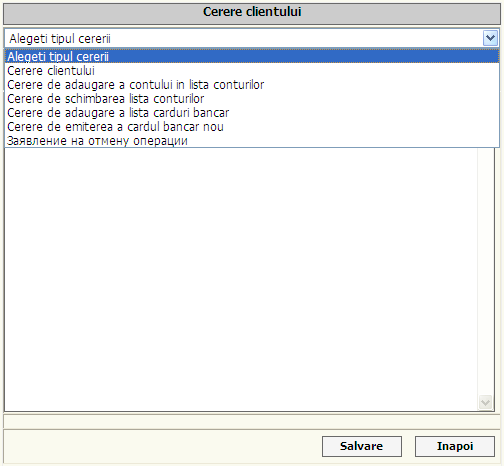 Cerere clientului
Alegeti tipul cererii
Alegeti tipul cererii
Cerere clientului
Cerere de adaugare a contului in lista conturilor
Cerere de schimbarea lista conturilor
Cerere de adaugare a lista carduri bancar
Cerere de emiterea a cardul bancar nou
Заявление на отмену операции
Salvare
Inapoi